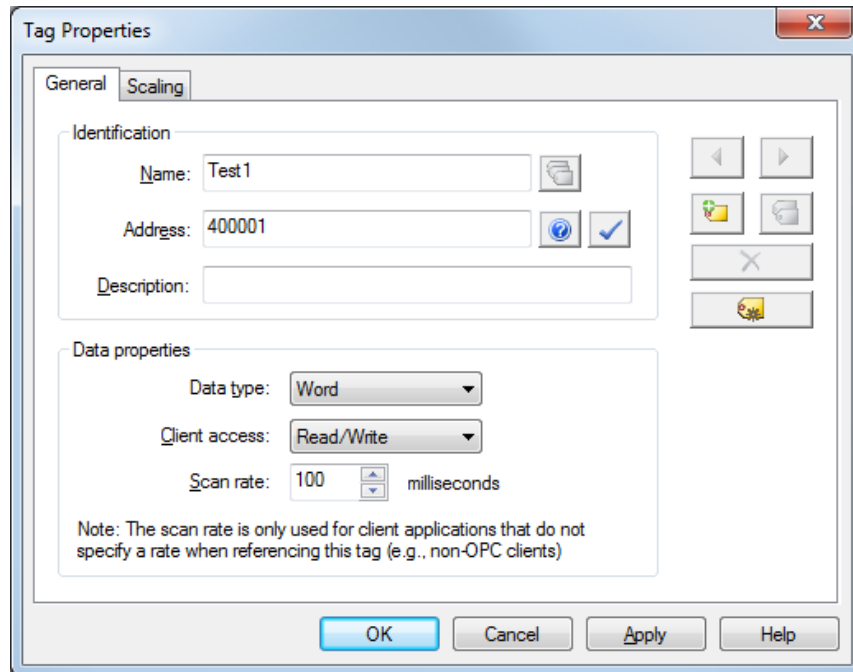 Tag Properties
General
Scaling
Identification
Name: Test1
Address: 400001
Description:
Data properties
Data type: Word
Client access: Read/Write
Scan rate: 100 milliseconds
Note: The scan rate is only used for client applications that do not
specify a rate when referencing this tag (e.g., non-OPC clients)
OK Cancel Apply Help